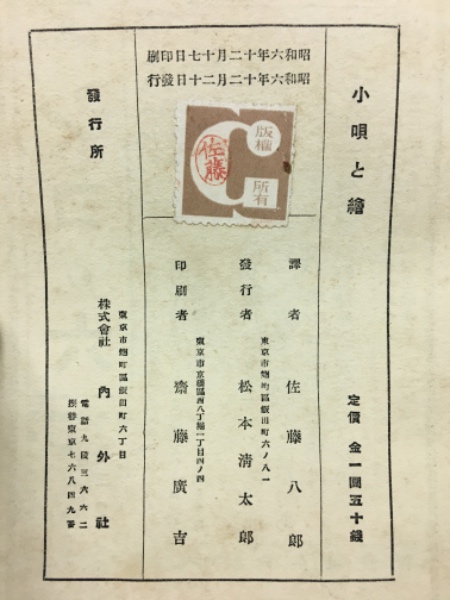 小唄と繪
定價 金一圓五十錢
昭和六年十二月十七日印刷
昭和六年十二月二十日發行
版權
所有
佐藤
譯者 佐藤八郎
東京市麹町區飯田町六ノ八一
發行者 松本淸太郎
東京市京橋區西八丁堀一丁目四ノ四
印刷者 齋藤廣吉
發行所
東京市麹町區飯田町六丁目
株式會社 內外社
電話九段三六六二
振替東京七六八四九番